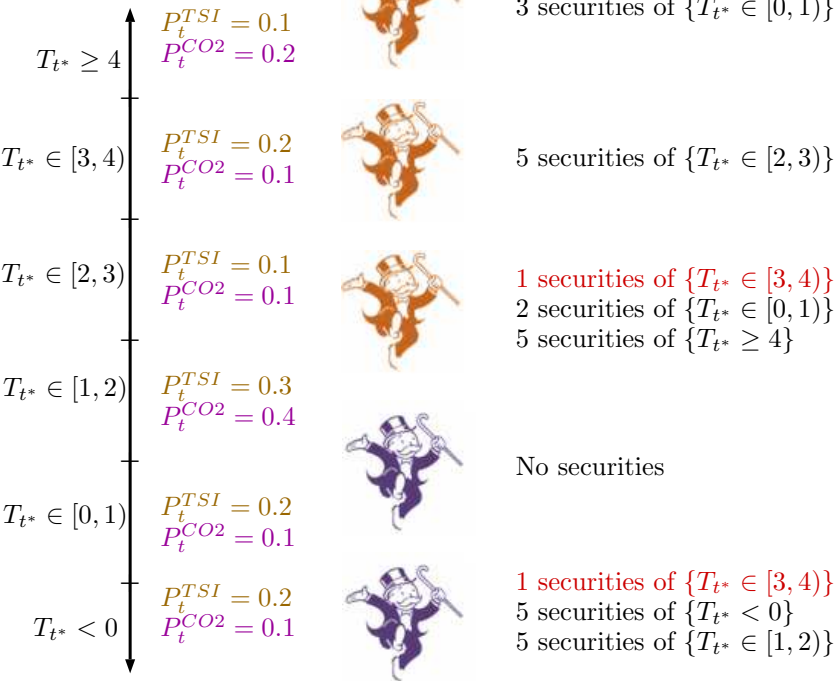 3 securities of {T_{t*} ∈ [0, 1)}
P_t^{TSI} = 0.1
T_{t*} ≥ 4
P_t^{CO2} = 0.2
P_t^{TSI} = 0.2
T_{t*} ∈ [3, 4)
5 securities of {T_{t*} ∈ [2, 3)}
P_t^{CO2} = 0.1
P_t^{TSI} = 0.1
T_{t*} ∈ [2, 3)
1 securities of {T_{t*} ∈ [3, 4)}
P_t^{CO2} = 0.1
2 securities of {T_{t*} ∈ [0, 1)}
5 securities of {T_{t*} ≥ 4}
P_t^{TSI} = 0.3
T_{t*} ∈ [1, 2)
P_t^{CO2} = 0.4
No securities
P_t^{TSI} = 0.2
T_{t*} ∈ [0, 1)
P_t^{CO2} = 0.1
1 securities of {T_{t*} ∈ [3, 4)}
P_t^{TSI} = 0.2
5 securities of {T_{t*} < 0}
T_{t*} < 0
P_t^{CO2} = 0.1
5 securities of {T_{t*} ∈ [1, 2)}